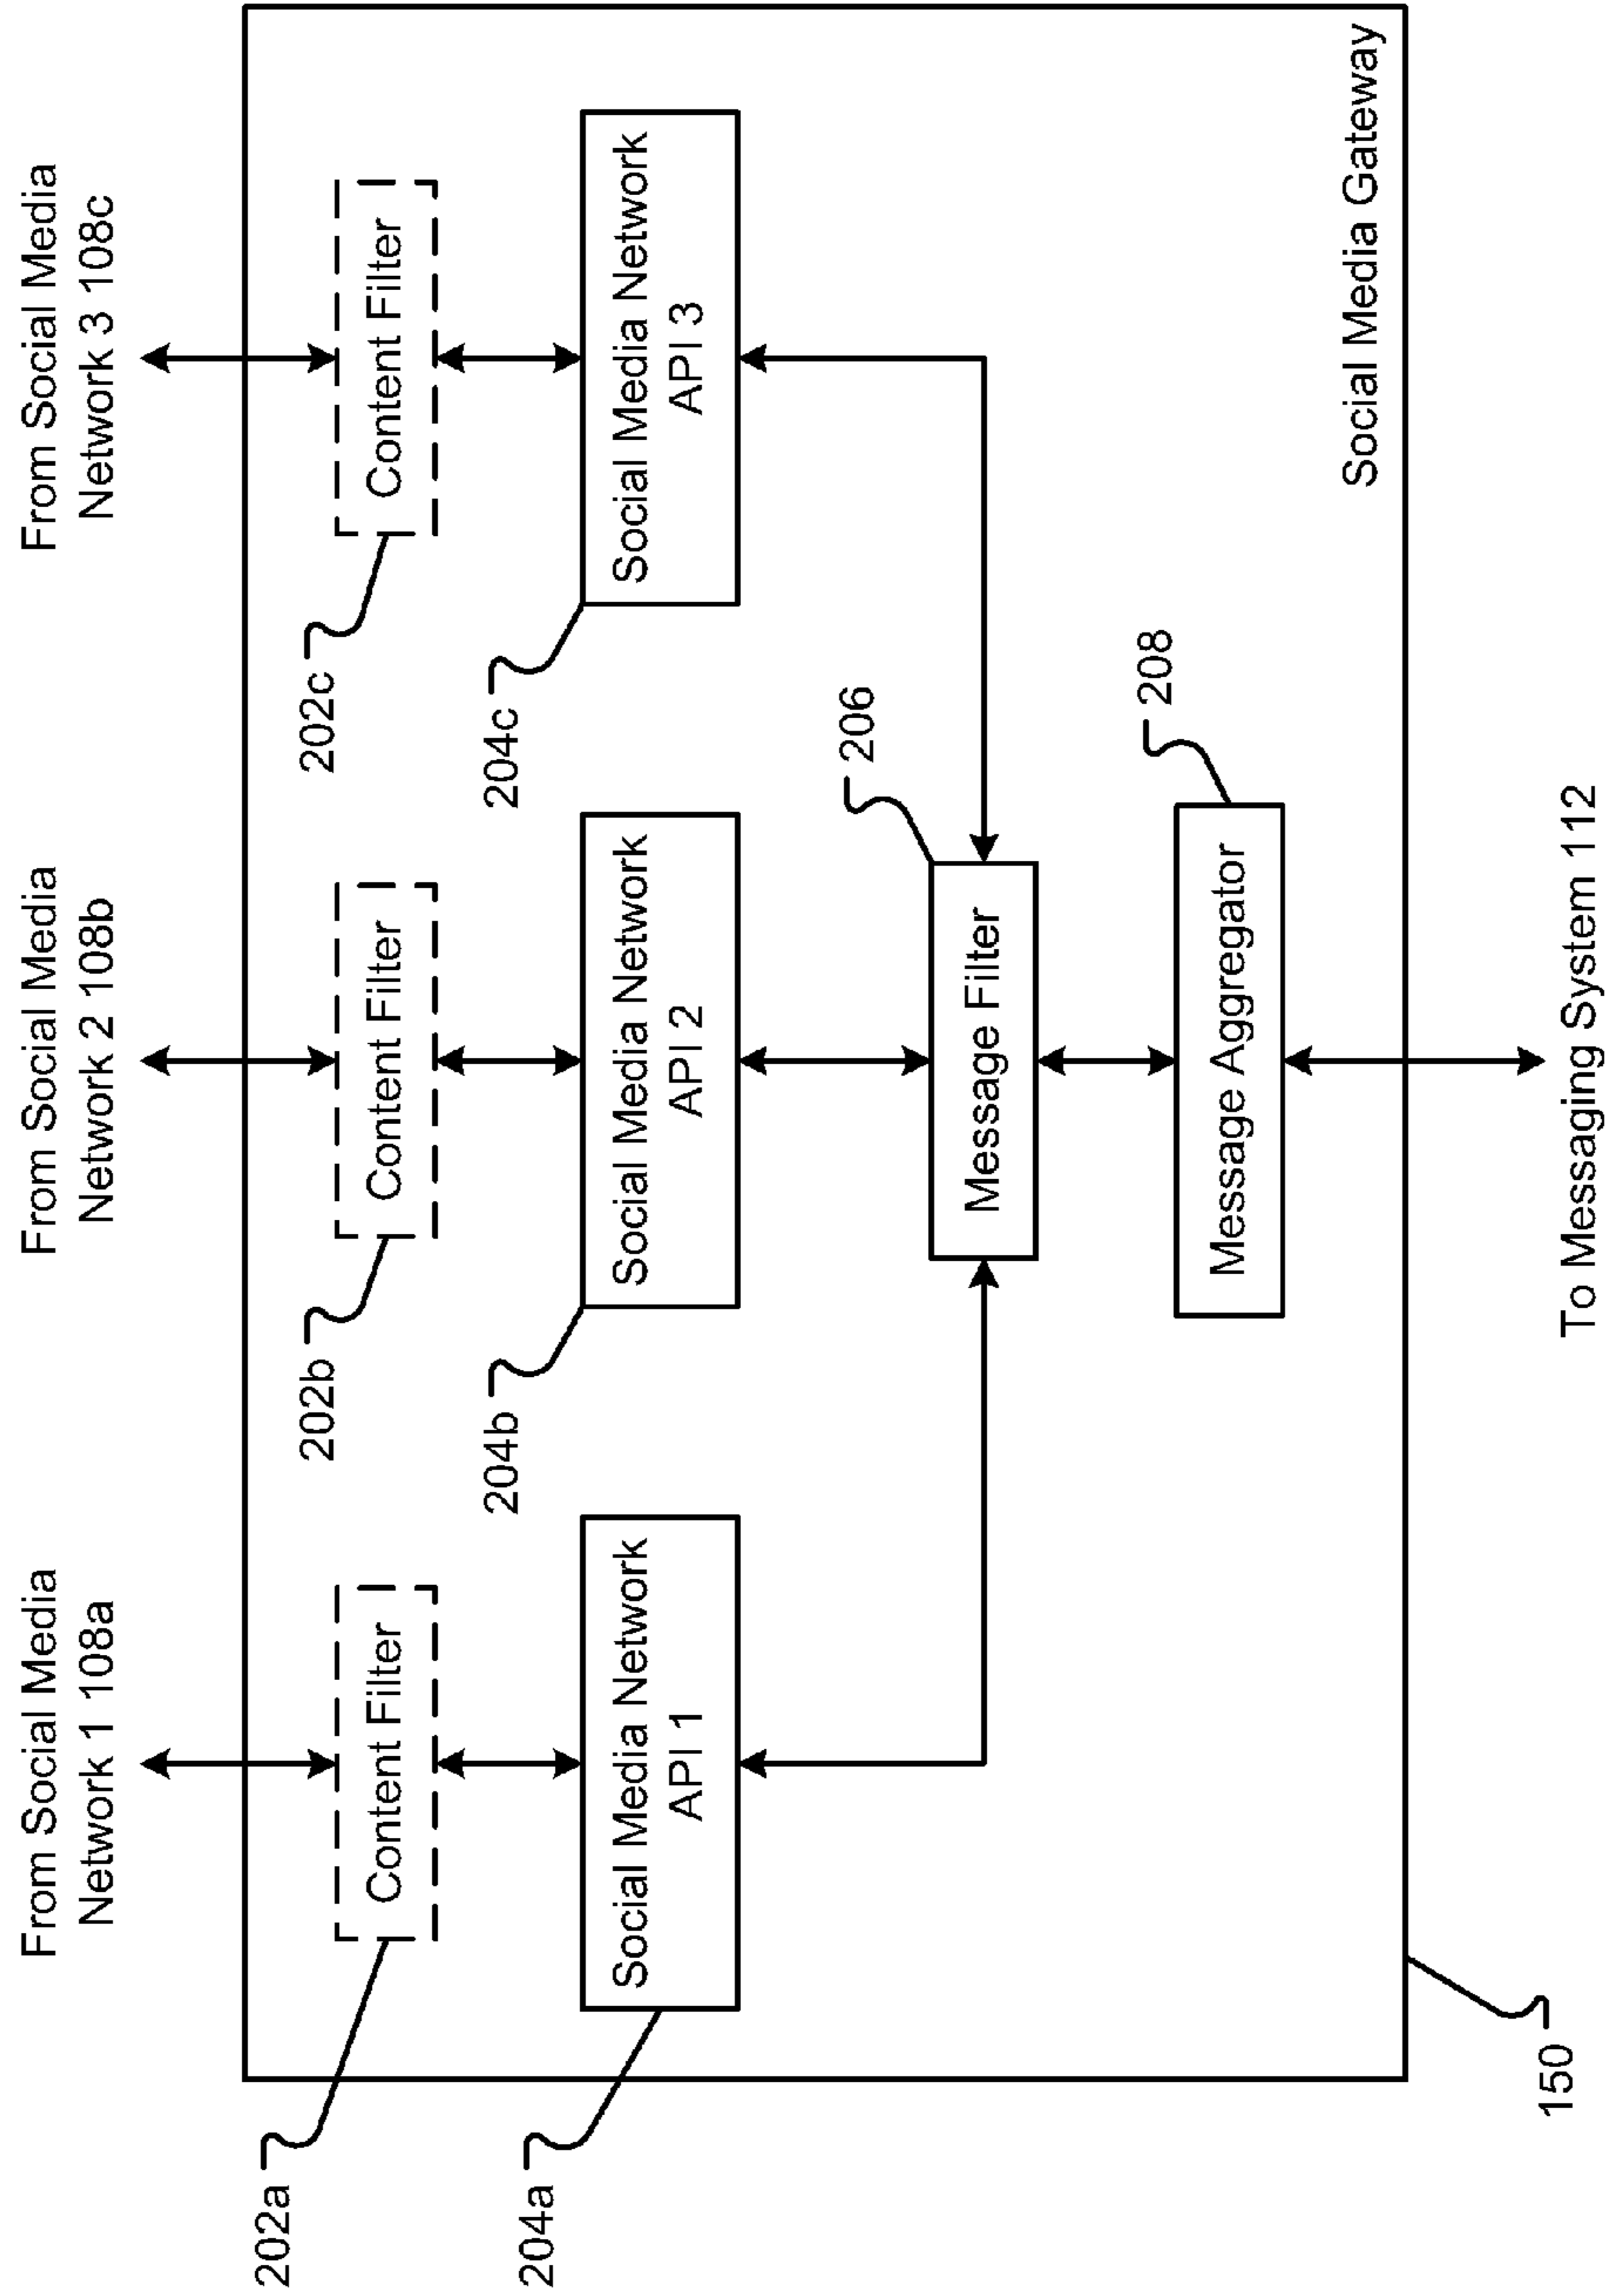 From Social Media
Network 1 108a
From Social Media
Network 2 108b
From Social Media
Network 3 108c
202a
Content Filter
202b
Content Filter
202c
Content Filter
204a
Social Media Network
API 1
204b
Social Media Network
API 2
204c
Social Media Network
API 3
206
Message Filter
208
Message Aggregator
Social Media Gateway
150
To Messaging System 112